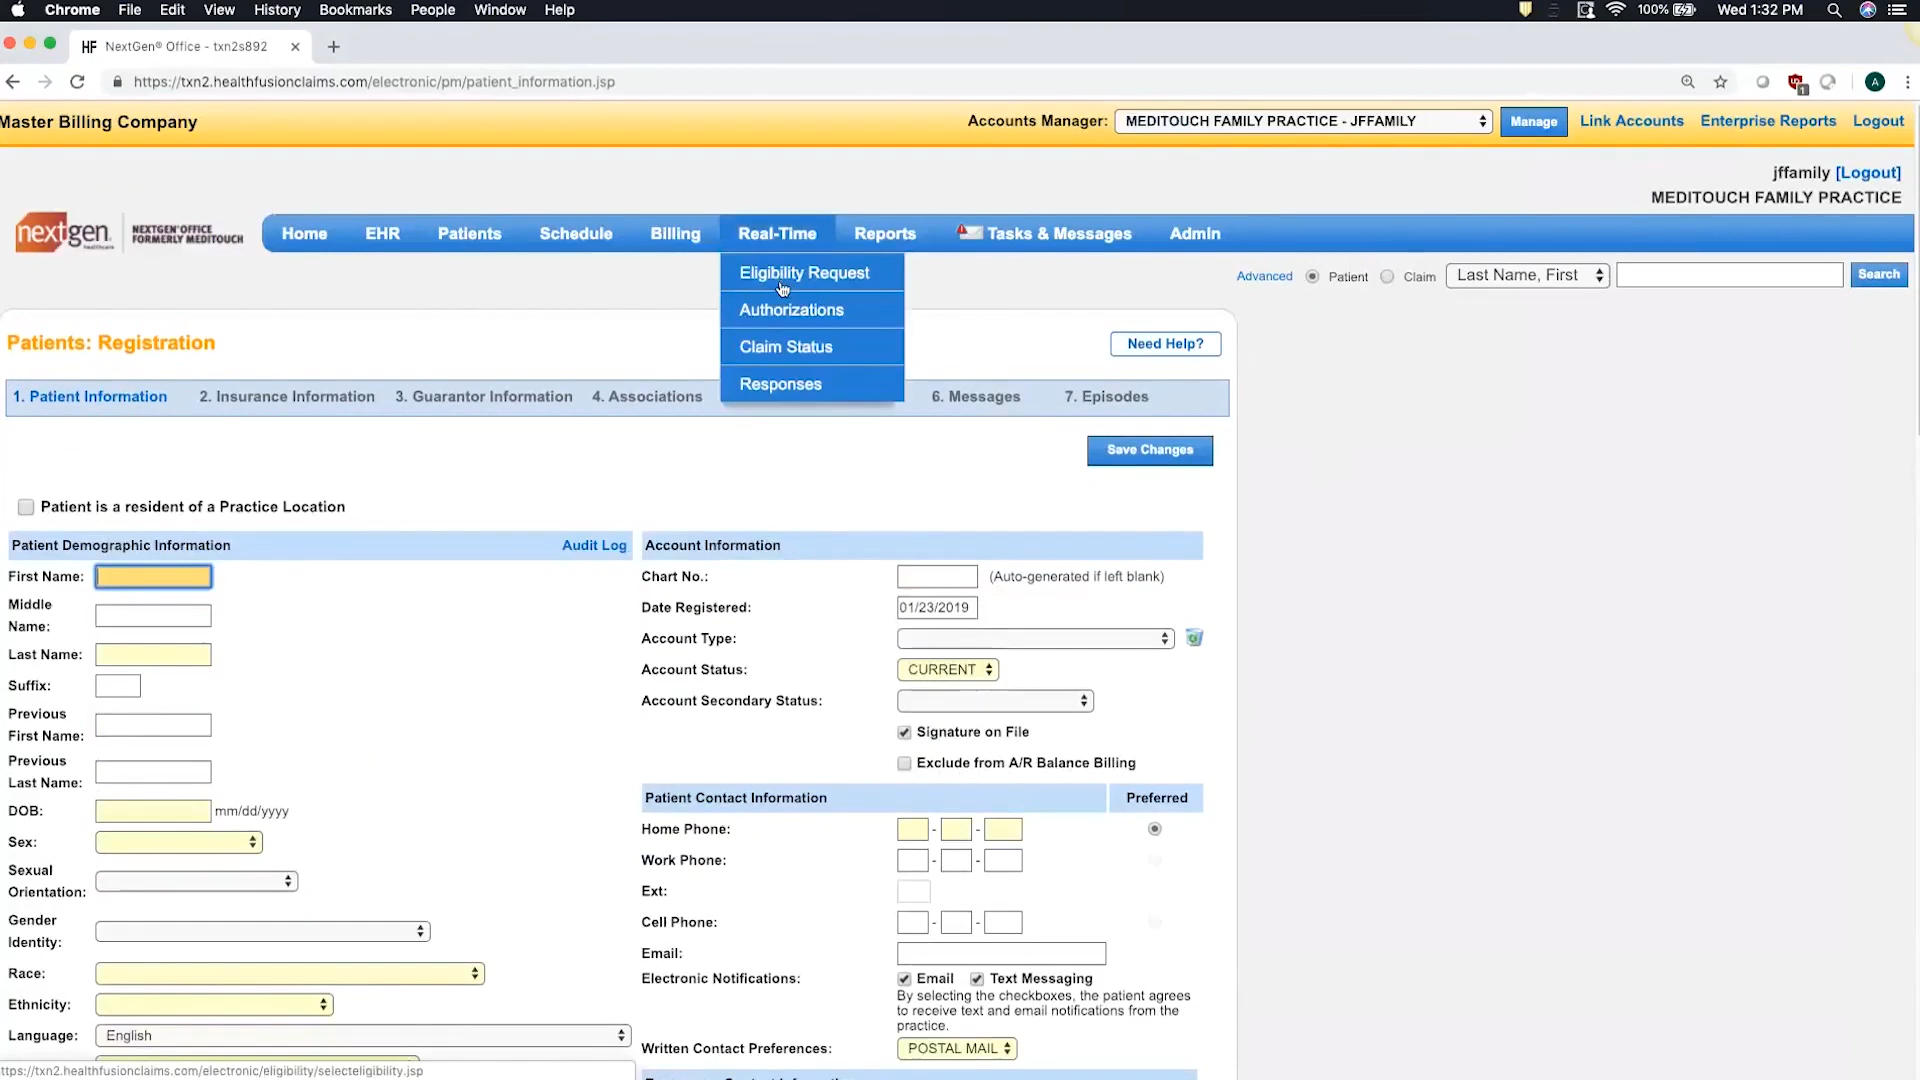 Chrome File Edit View History Bookmarks People Window Help 100% Wed 1:32 PM
HF NextGen® Office - txn2s892
https://txn2.healthfusionclaims.com/electronic/pm/patient_information.jsp A
Master Billing Company Accounts Manager: MEDITOUCH FAMILY PRACTICE - JFFAMILY Manage Link Accounts Enterprise Reports Logout
jffamily [Logout]
MEDITOUCH FAMILY PRACTICE
nextgen NEXTGEN OFFICE
FORMERLY MEDITOUCH
Home EHR Patients Schedule Billing Real-Time Reports Tasks & Messages Admin
Eligibility Request
Authorizations
Claim Status
Responses
Advanced Patient Claim Last Name, First Search
Patients: Registration Need Help?
1. Patient Information 2. Insurance Information 3. Guarantor Information 4. Associations 6. Messages 7. Episodes
Save Changes
Patient is a resident of a Practice Location
Patient Demographic Information Audit Log
First Name:
Middle
Name:
Last Name:
Suffix:
Previous
First Name:
Previous
Last Name:
DOB: mm/dd/yyyy
Sex:
Sexual
Orientation:
Gender
Identity:
Race:
Ethnicity:
Language: English
Account Information
Chart No.: (Auto-generated if left blank)
Date Registered: 01/23/2019
Account Type:
Account Status: CURRENT
Account Secondary Status:
Signature on File
Exclude from A/R Balance Billing
Patient Contact Information Preferred
Home Phone: - -
Work Phone: - -
Ext:
Cell Phone: - -
Email:
Electronic Notifications: Email Text Messaging
By selecting the checkboxes, the patient agrees
to receive text and email notifications from the
practice.
Written Contact Preferences: POSTAL MAIL
ttps://txn2.healthfusionclaims.com/electronic/eligibility/selecteligibility.jsp